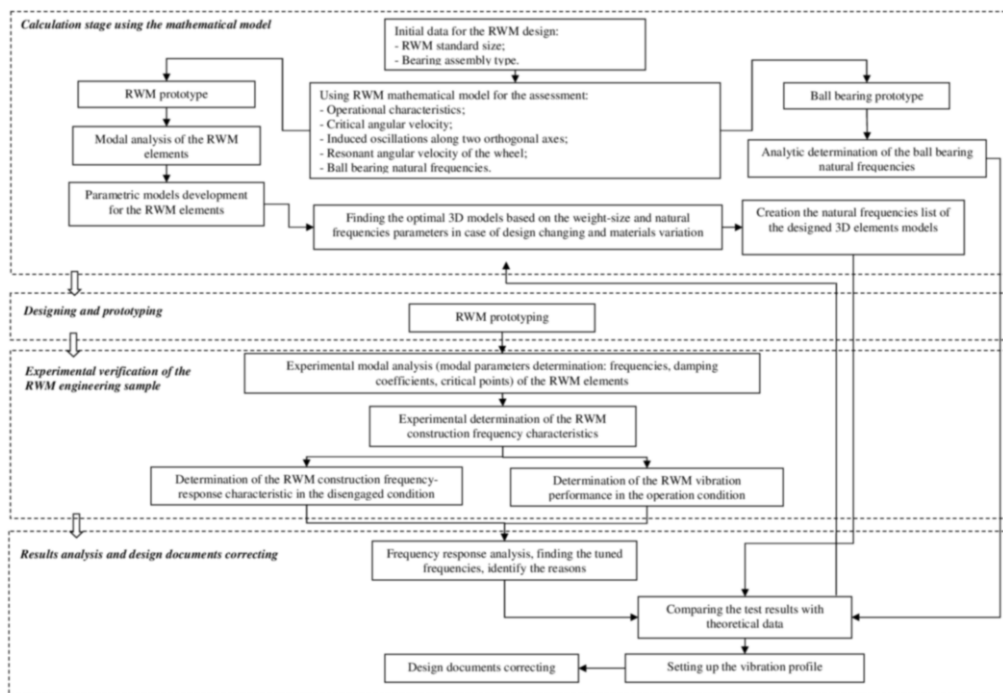 Calculation stage using the mathematical model
Initial data for the RWM design:
- RWM standard size;
- Bearing assembly type.
RWM prototype
Using RWM mathematical model for the assessment:
- Operational characteristics;
- Critical angular velocity;
- Induced oscillations along two orthogonal axes;
- Resonant angular velocity of the wheel;
- Ball bearing natural frequencies.
Ball bearing prototype
Modal analysis of the RWM
elements
Analytic determination of the ball bearing
natural frequencies
Parametric models development
for the RWM elements
Finding the optimal 3D models based on the weight-size and natural
frequencies parameters in case of design changing and materials variation
Creation the natural frequencies list of
the designed 3D elements models
Designing and prototyping
RWM prototyping
Experimental verification of the
RWM engineering sample
Experimental modal analysis (modal parameters determination: frequencies, damping
coefficients, critical points) of the RWM elements
Experimental determination of the RWM
construction frequency characteristics
Determination of the RWM construction frequency-
response characteristic in the disengaged condition
Determination of the RWM vibration
performance in the operation condition
Results analysis and design documents correcting
Frequency response analysis, finding the tuned
frequencies, identify the reasons
Comparing the test results with
theoretical data
Design documents correcting
Setting up the vibration profile